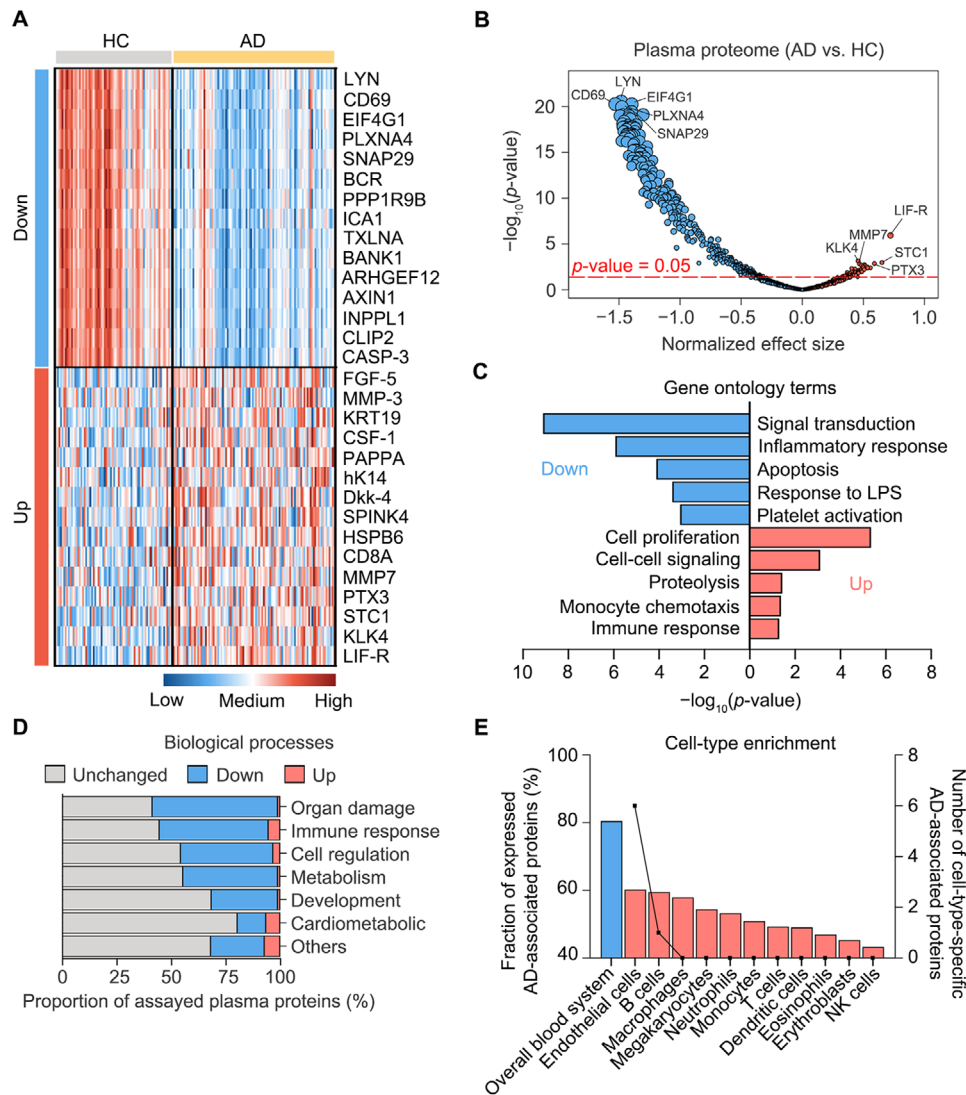 A
HC
AD
Down
Up
LYN
CD69
EIF4G1
PLXNA4
SNAP29
BCR
PPP1R9B
ICA1
TXLNA
BANK1
ARHGEF12
AXIN1
INPPL1
CLIP2
CASP-3
FGF-5
MMP-3
KRT19
CSF-1
PAPPA
hK14
Dkk-4
SPINK4
HSPB6
CD8A
MMP7
PTX3
STC1
KLK4
LIF-R
Low Medium High
B
Plasma proteome (AD vs. HC)
−log10(p-value)
20
15
10
5
0
LYN
CD69
EIF4G1
PLXNA4
SNAP29
LIF-R
MMP7
KLK4
STC1
PTX3
p-value = 0.05
−1.5 −1.0 −0.5 0.0 0.5 1.0
Normalized effect size
C
Gene ontology terms
Signal transduction
Inflammatory response
Down
Apoptosis
Response to LPS
Platelet activation
Cell proliferation
Cell-cell signaling
Proteolysis
Up
Monocyte chemotaxis
Immune response
10 8 6 4 2 0 2 4 6 8
−log10(p-value)
D
Biological processes
Unchanged Down Up
Organ damage
Immune response
Cell regulation
Metabolism
Development
Cardiometabolic
Others
0 25 50 75 100
Proportion of assayed plasma proteins (%)
E
Cell-type enrichment
Fraction of expressed
AD-associated proteins (%)
100
80
60
40
8
6
4
2
0
Number of cell-type-specific
AD-associated proteins
Overall blood system
Endothelial cells
B cells
Macrophages
Megakaryocytes
Neutrophils
Monocytes
T cells
Dendritic cells
Eosinophils
Erythroblasts
NK cells